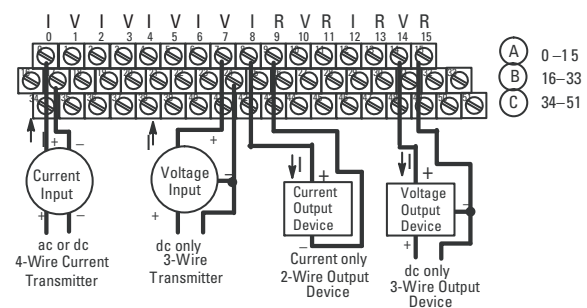 I V I V I V I V I R V R I R V R
0 1 2 3 4 5 6 7 8 9 10 11 12 13 14 15
A 0–15
B 16–33
C 34–51
I I I I
+ – + + +
Current
Input
Voltage
Input
Current
Output
Device
Voltage
Output
Device
+ – + – – + –
ac or dc
4-Wire Current
Transmitter
dc only
3-Wire
Transmitter
Current only
2-Wire Output
Device
dc only
3-Wire Output
Device